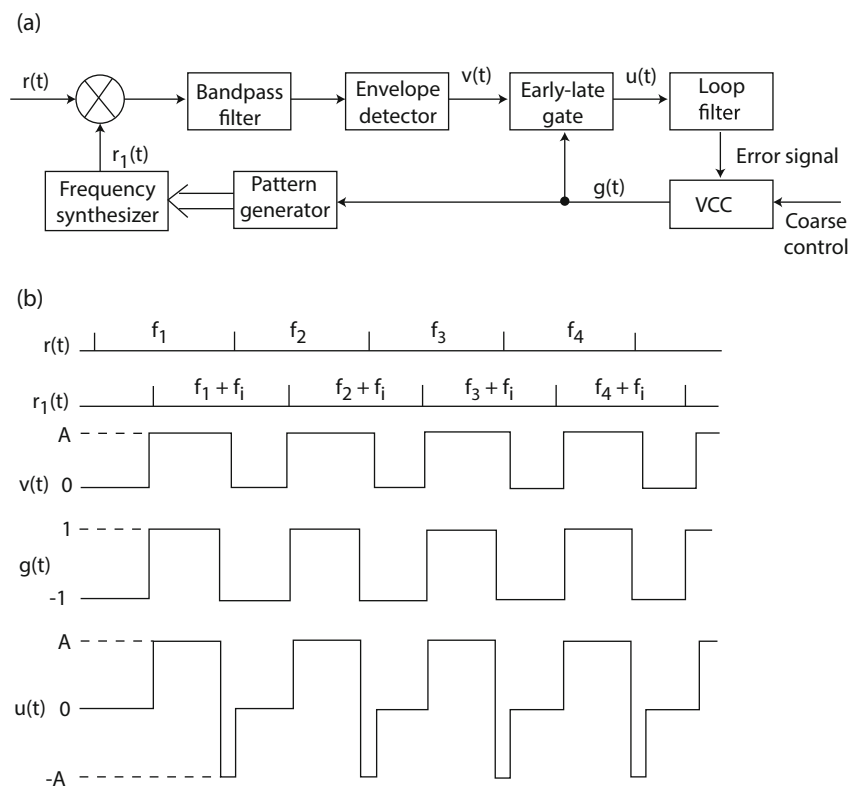 (a)
r(t)
Bandpass
filter
Envelope
detector
v(t)
Early-late
gate
u(t)
Loop
filter
r₁(t)
Error signal
Frequency
synthesizer
Pattern
generator
g(t)
VCC
Coarse
control
(b)
r(t) f₁ f₂ f₃ f₄
r₁(t) f₁ + fᵢ f₂ + fᵢ f₃ + fᵢ f₄ + fᵢ
A
v(t) 0
1
g(t)
-1
A
u(t) 0
-A